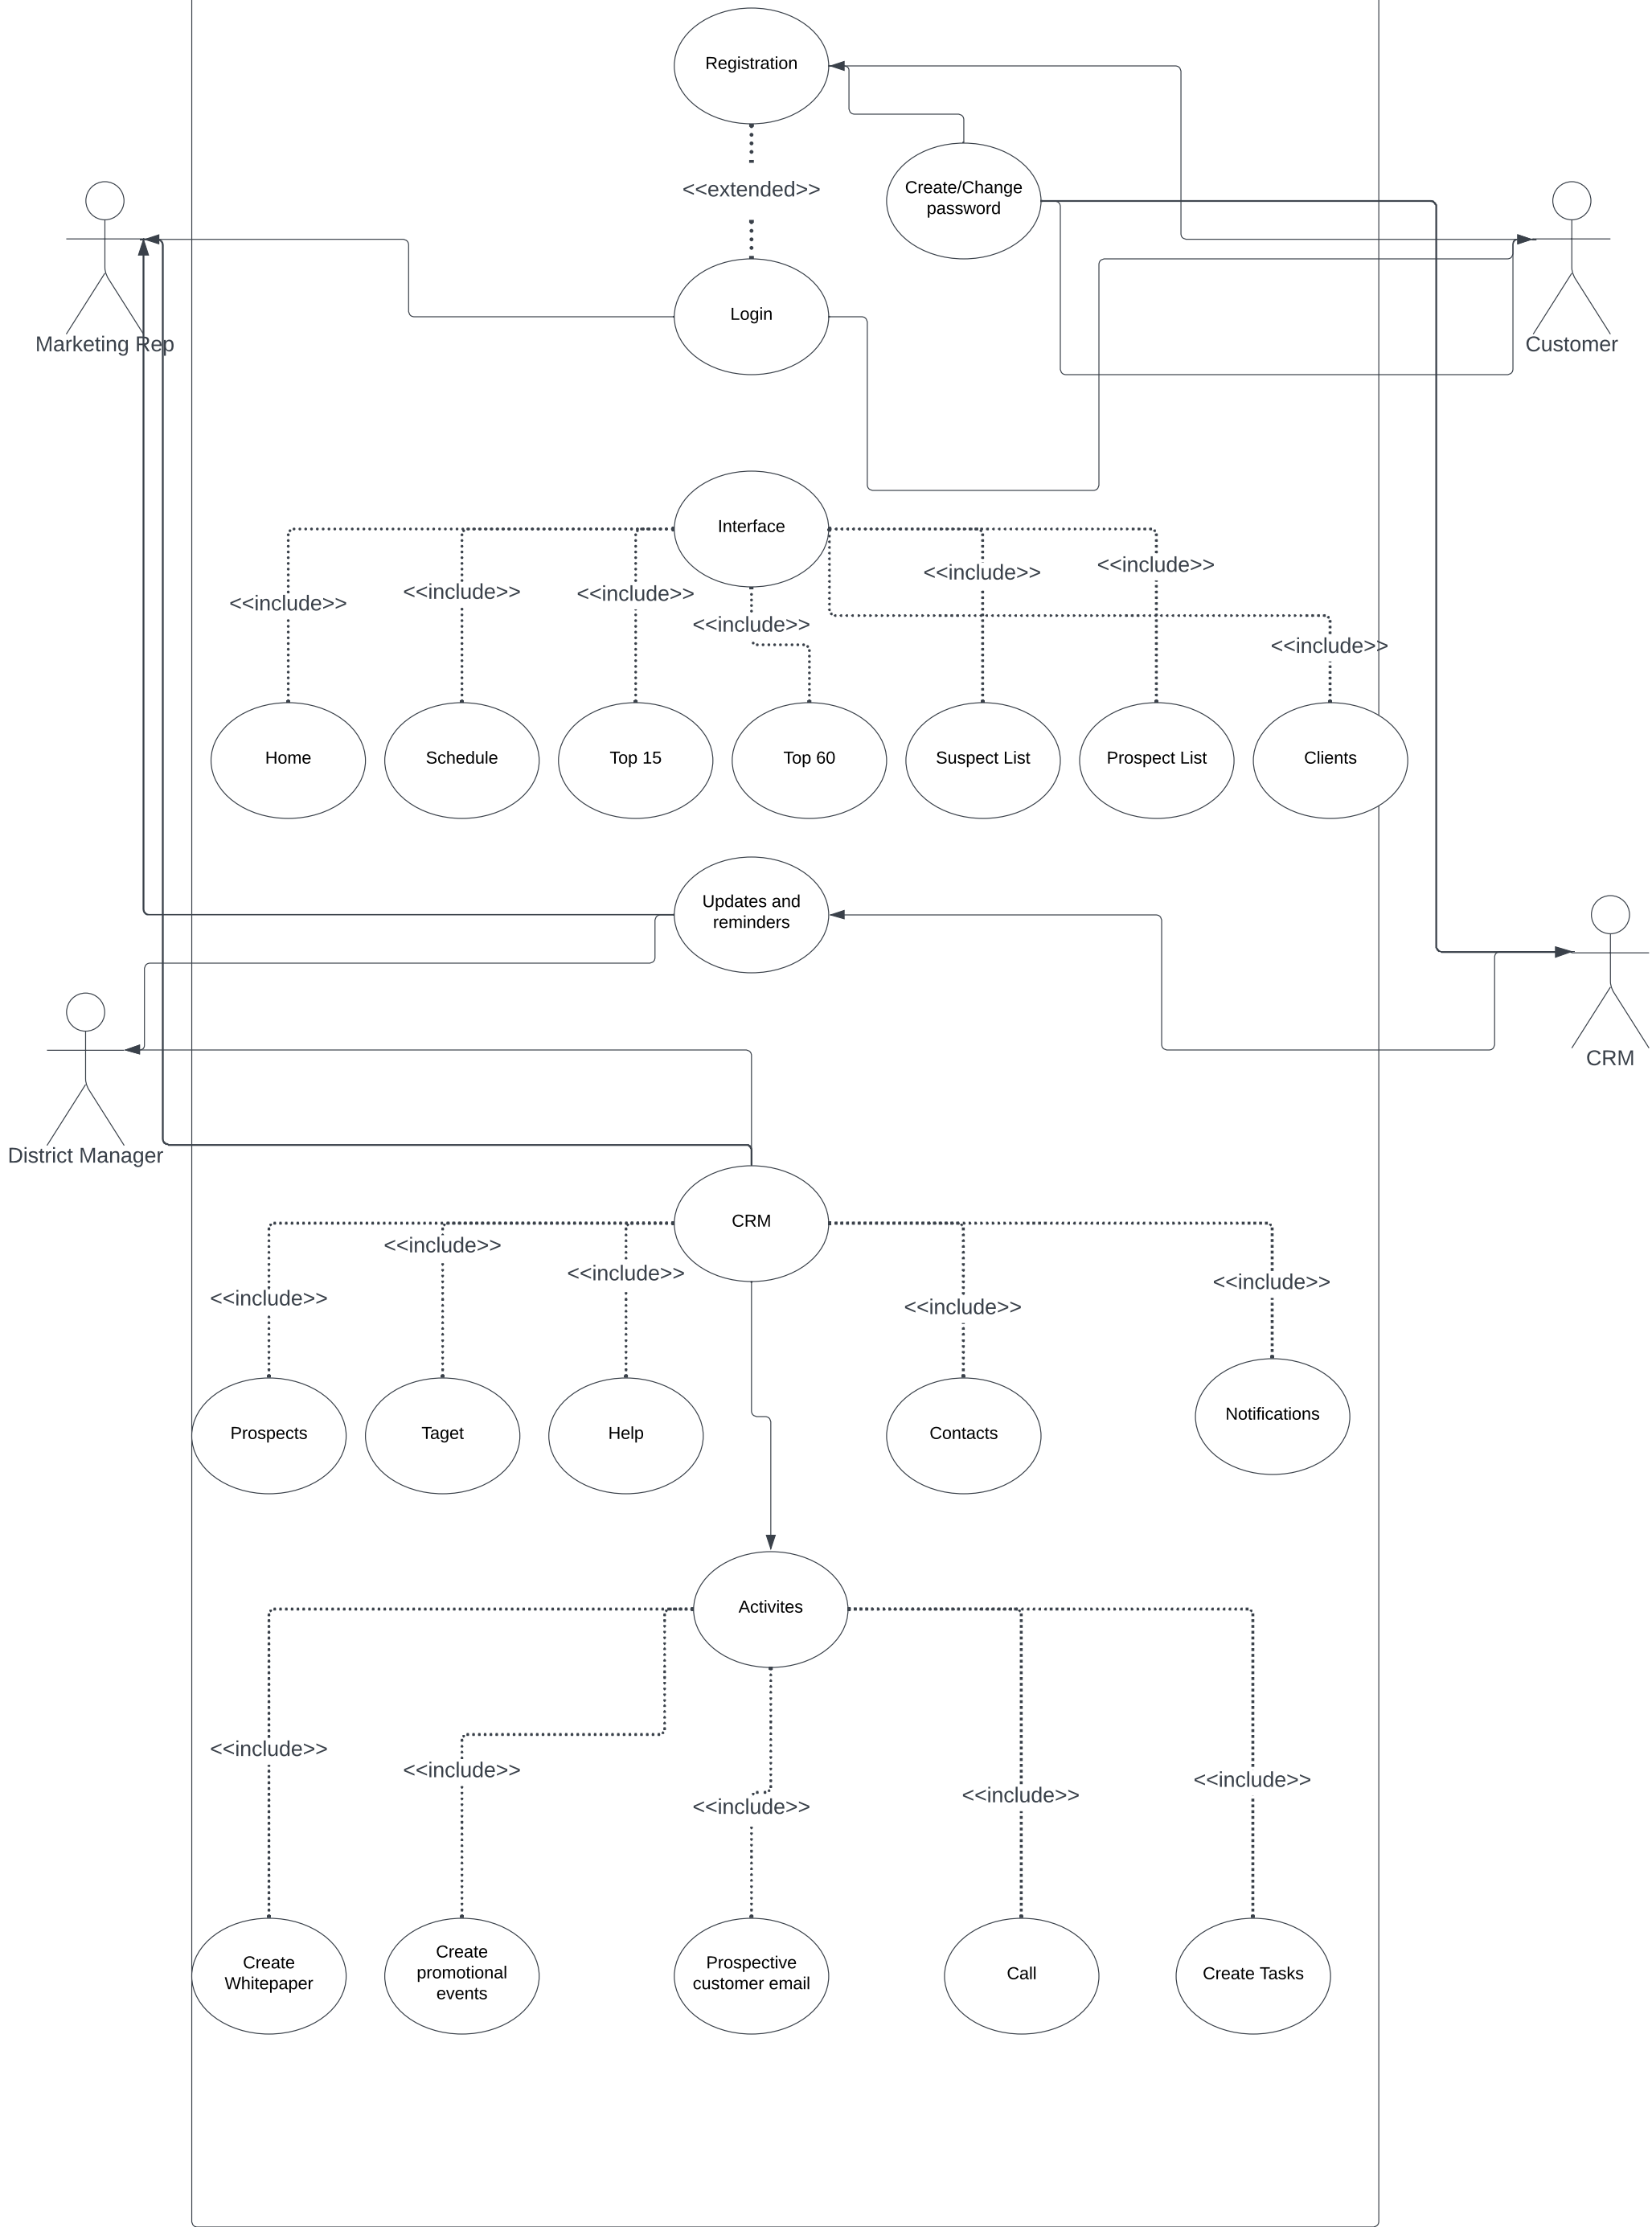 Registration
<<extended>>
Create/Change
password
Login
Marketing Rep
Customer
Interface
<<include>>
<<include>>
<<include>>
<<include>>
<<include>>
<<include>>
<<include>>
Home
Schedule
Top 15
Top 60
Suspect List
Prospect List
Clients
Updates and
reminders
CRM
District Manager
CRM
<<include>>
<<include>>
<<include>>
<<include>>
<<include>>
Prospects
Taget
Help
Contacts
Notifications
Activites
<<include>>
<<include>>
<<include>>
<<include>>
<<include>>
Create
Whitepaper
Create
promotional
events
Prospective
customer email
Call
Create Tasks